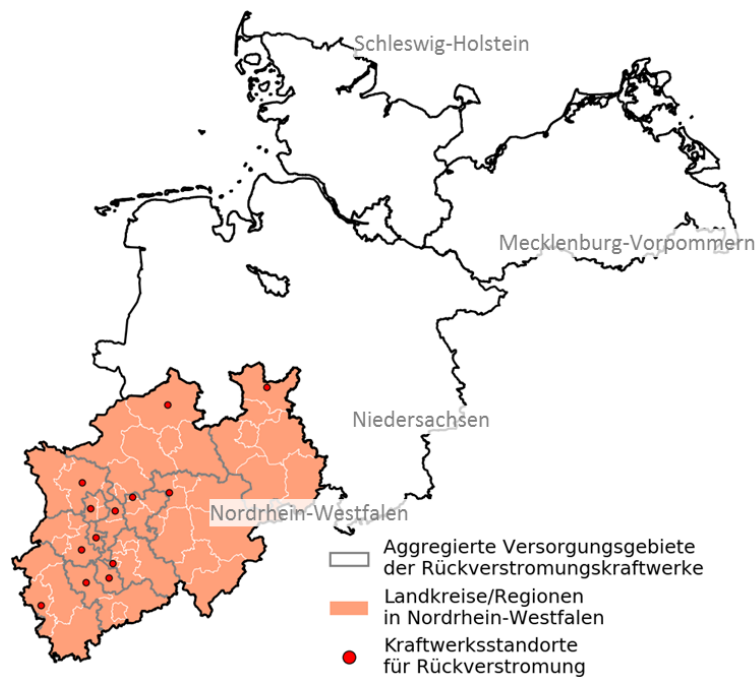 Schleswig-Holstein
Mecklenburg-Vorpommern
Niedersachsen
Nordrhein-Westfalen
Aggregierte Versorgungsgebiete
der Rückverstromungskraftwerke
Landkreise/Regionen
in Nordrhein-Westfalen
Kraftwerksstandorte
für Rückverstromung